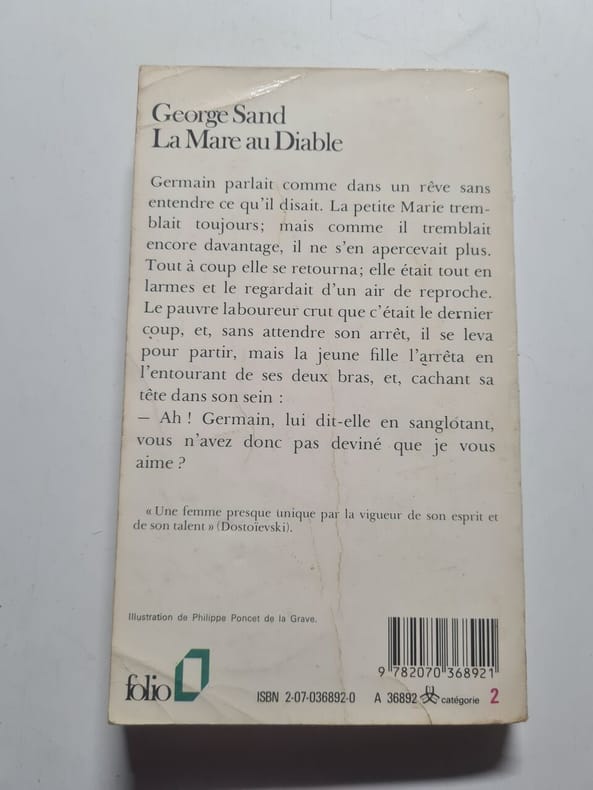 George Sand
La Mare au Diable
Germain parlait comme dans un rêve sans
entendre ce qu'il disait. La petite Marie trem-
blait toujours; mais comme il tremblait
encore davantage, il ne s'en apercevait plus.
Tout à coup elle se retourna; elle était tout en
larmes et le regardait d'un air de reproche.
Le pauvre laboureur crut que c'était le dernier
coup, et, sans attendre son arrêt, il se leva
pour partir, mais la jeune fille l'arrêta en
l'entourant de ses deux bras, et, cachant sa
tête dans son sein :
– Ah ! Germain, lui dit-elle en sanglotant,
vous n'avez donc pas deviné que je vous
aime ?
« Une femme presque unique par la vigueur de son esprit et
de son talent » (Dostoïevski).
Illustration de Philippe Poncet de la Grave.
9 782070 368921
folio
ISBN 2-07-036892-0 A 36892 catégorie 2